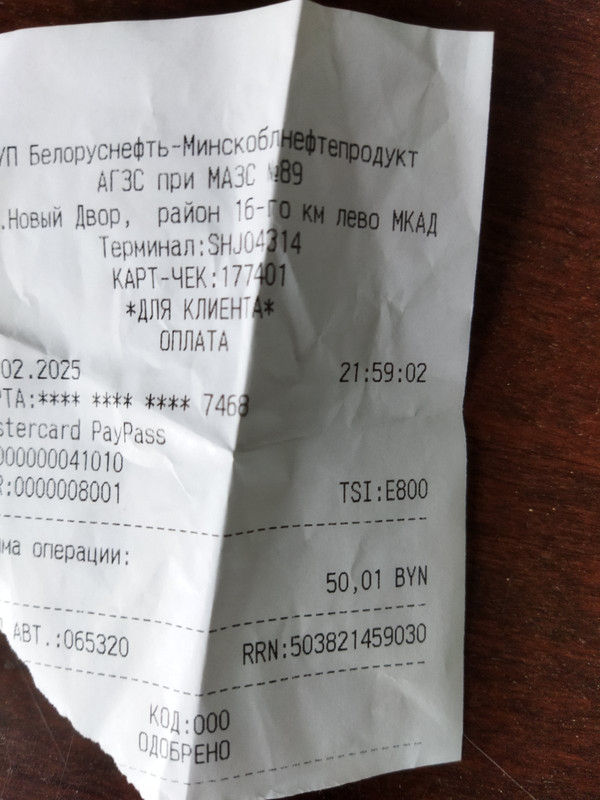 УП Белоруснефть-Минскоблнефтепродукт
АГЗС при МАЗС №89
.Новый Двор, район 16-го км лево МКАД
Терминал:SHJ04314
КАРТ-ЧЕК:177401
*ДЛЯ КЛИЕНТА*
ОПЛАТА
02.2025 21:59:02
РТА:**** **** **** 7468
stercard PayPass
000000041010
R:0000008001 TSI:E800
ма операции:
50,01 BYN
АВТ.:065320 RRN:503821459030
КОД:000
ОДОБРЕНО